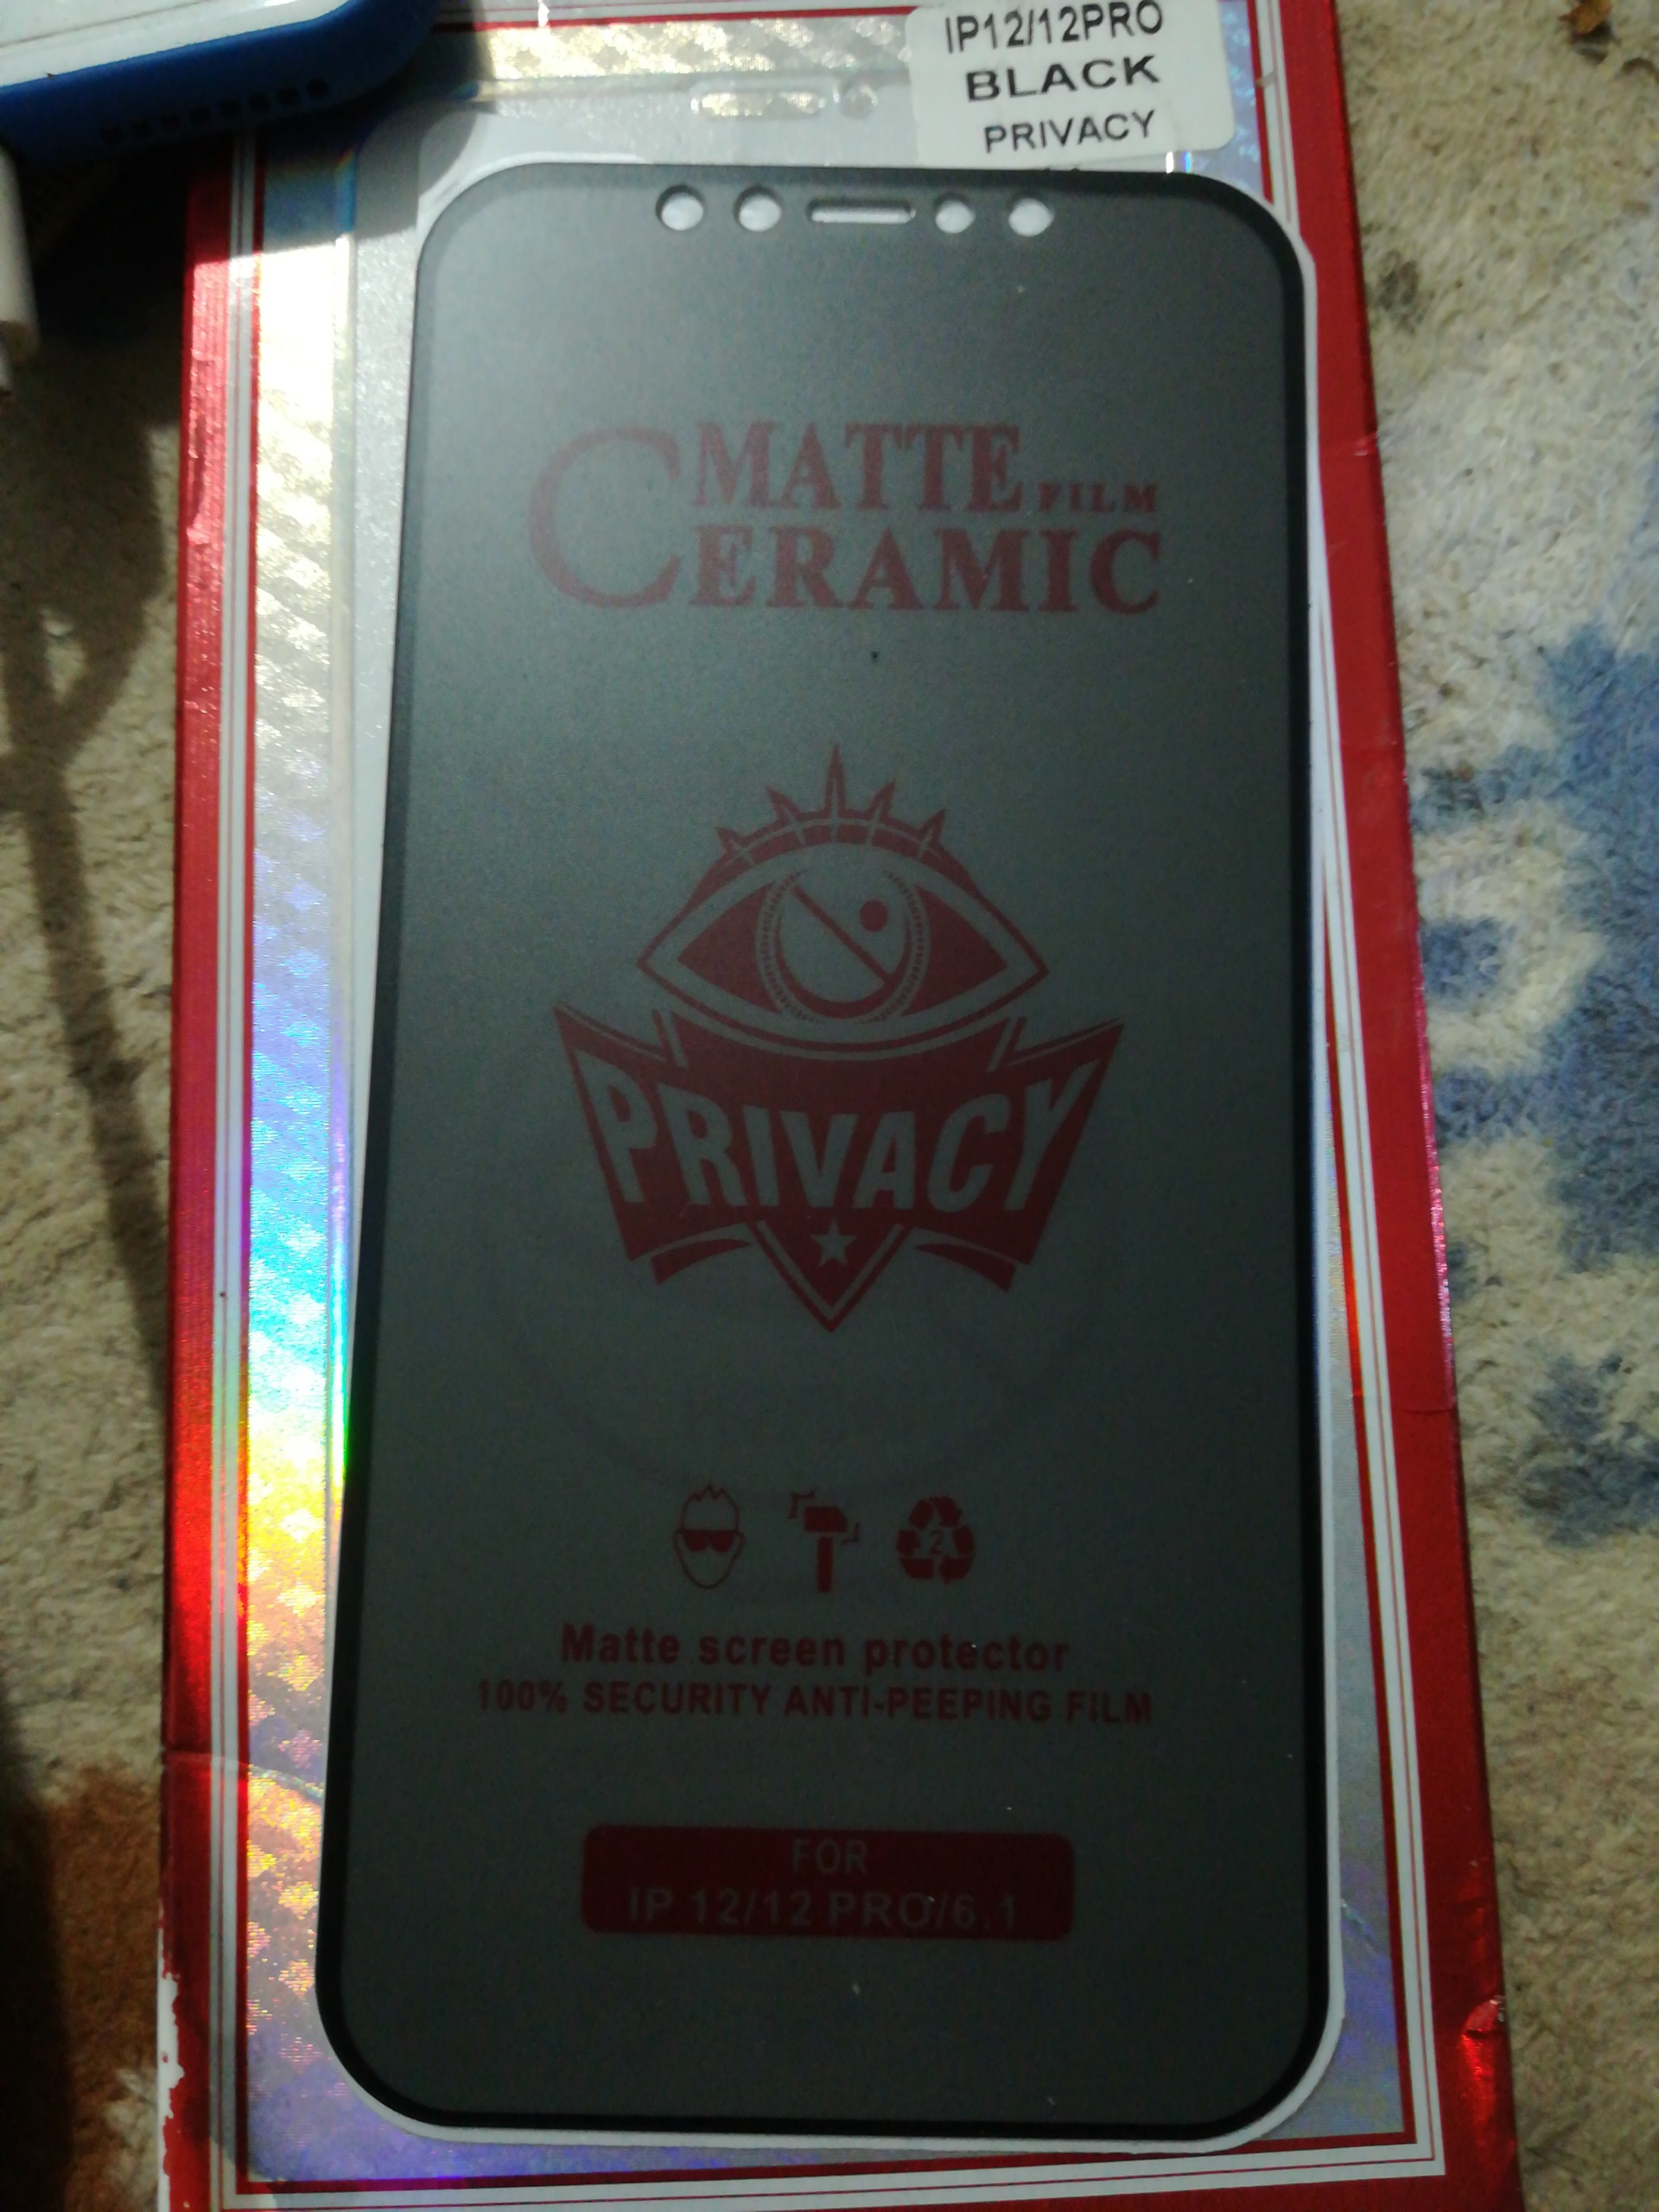 IP12/12PRO
BLACK
PRIVACY
MATTE FILM
CERAMIC
PRIVACY
2
Matte screen protector
100% SECURITY ANTI-PEEPING FILM
FOR
IP 12/12 PRO/6.1